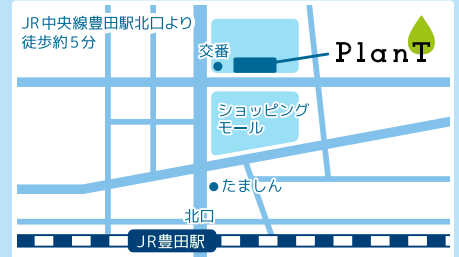 JR中央線豊田駅北口より
徒歩約5分
交番
PlanT
ショッピング
モール
たましん
北口
JR豊田駅